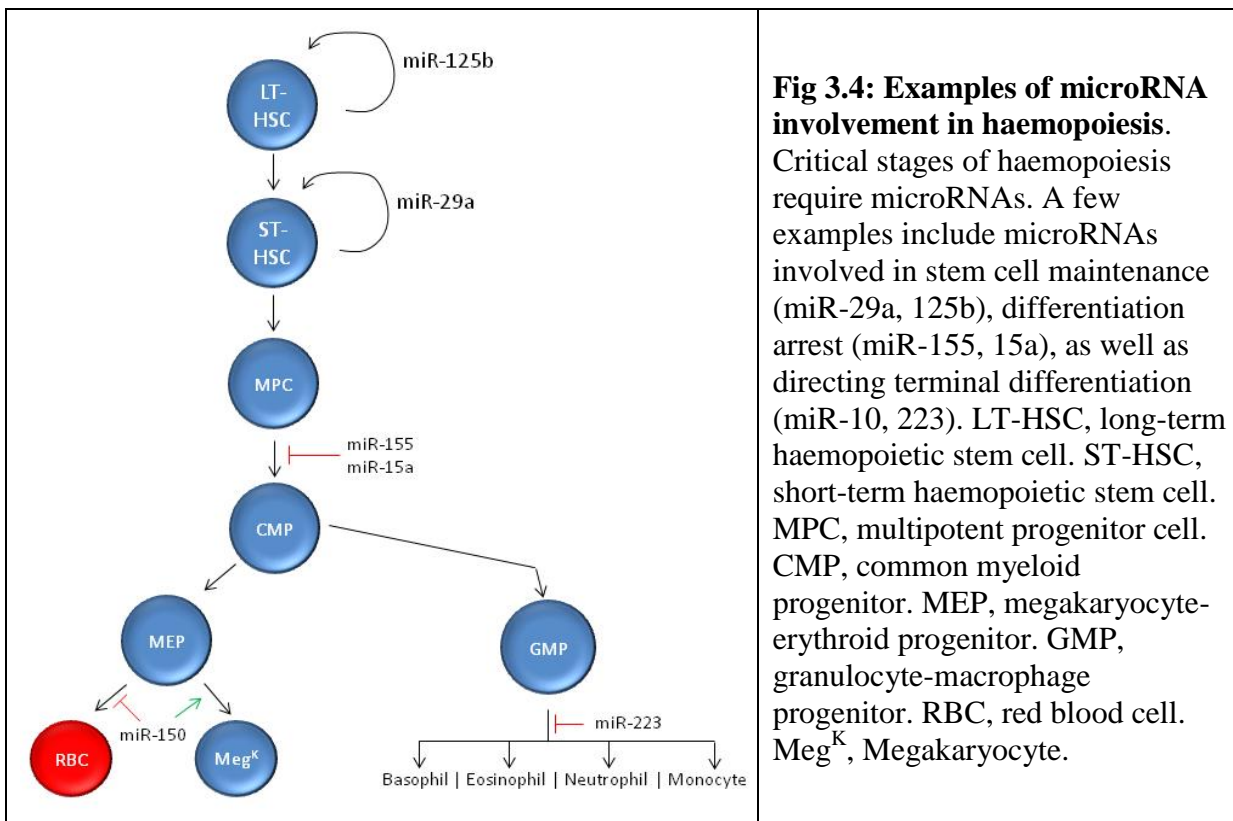 miR-125b
LT-
HSC
miR-29a
ST-
HSC
MPC
miR-155
miR-15a
CMP
MEP
GMP
miR-150
miR-223
RBC
Meg^K
Basophil | Eosinophil | Neutrophil | Monocyte
Fig 3.4: Examples of microRNA
involvement in haemopoiesis.
Critical stages of haemopoiesis
require microRNAs. A few
examples include microRNAs
involved in stem cell maintenance
(miR-29a, 125b), differentiation
arrest (miR-155, 15a), as well as
directing terminal differentiation
(miR-10, 223). LT-HSC, long-term
haemopoietic stem cell. ST-HSC,
short-term haemopoietic stem cell.
MPC, multipotent progenitor cell.
CMP, common myeloid
progenitor. MEP, megakaryocyte-
erythroid progenitor. GMP,
granulocyte-macrophage
progenitor. RBC, red blood cell.
Meg^K, Megakaryocyte.